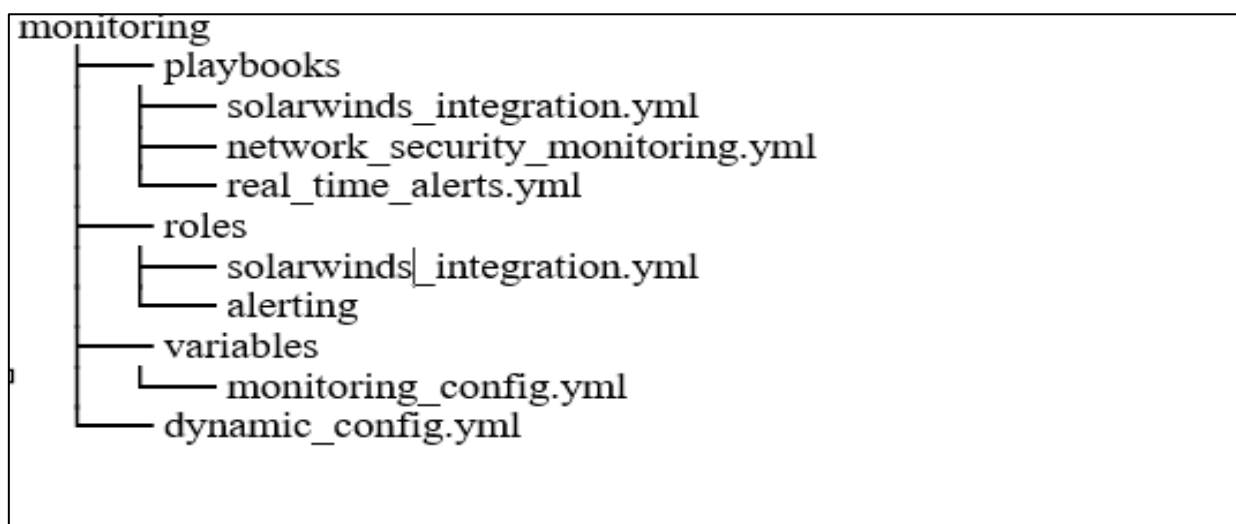 monitoring
playbooks
solarwinds_integration.yml
network_security_monitoring.yml
real_time_alerts.yml
roles
solarwinds_integration.yml
alerting
variables
monitoring_config.yml
dynamic_config.yml